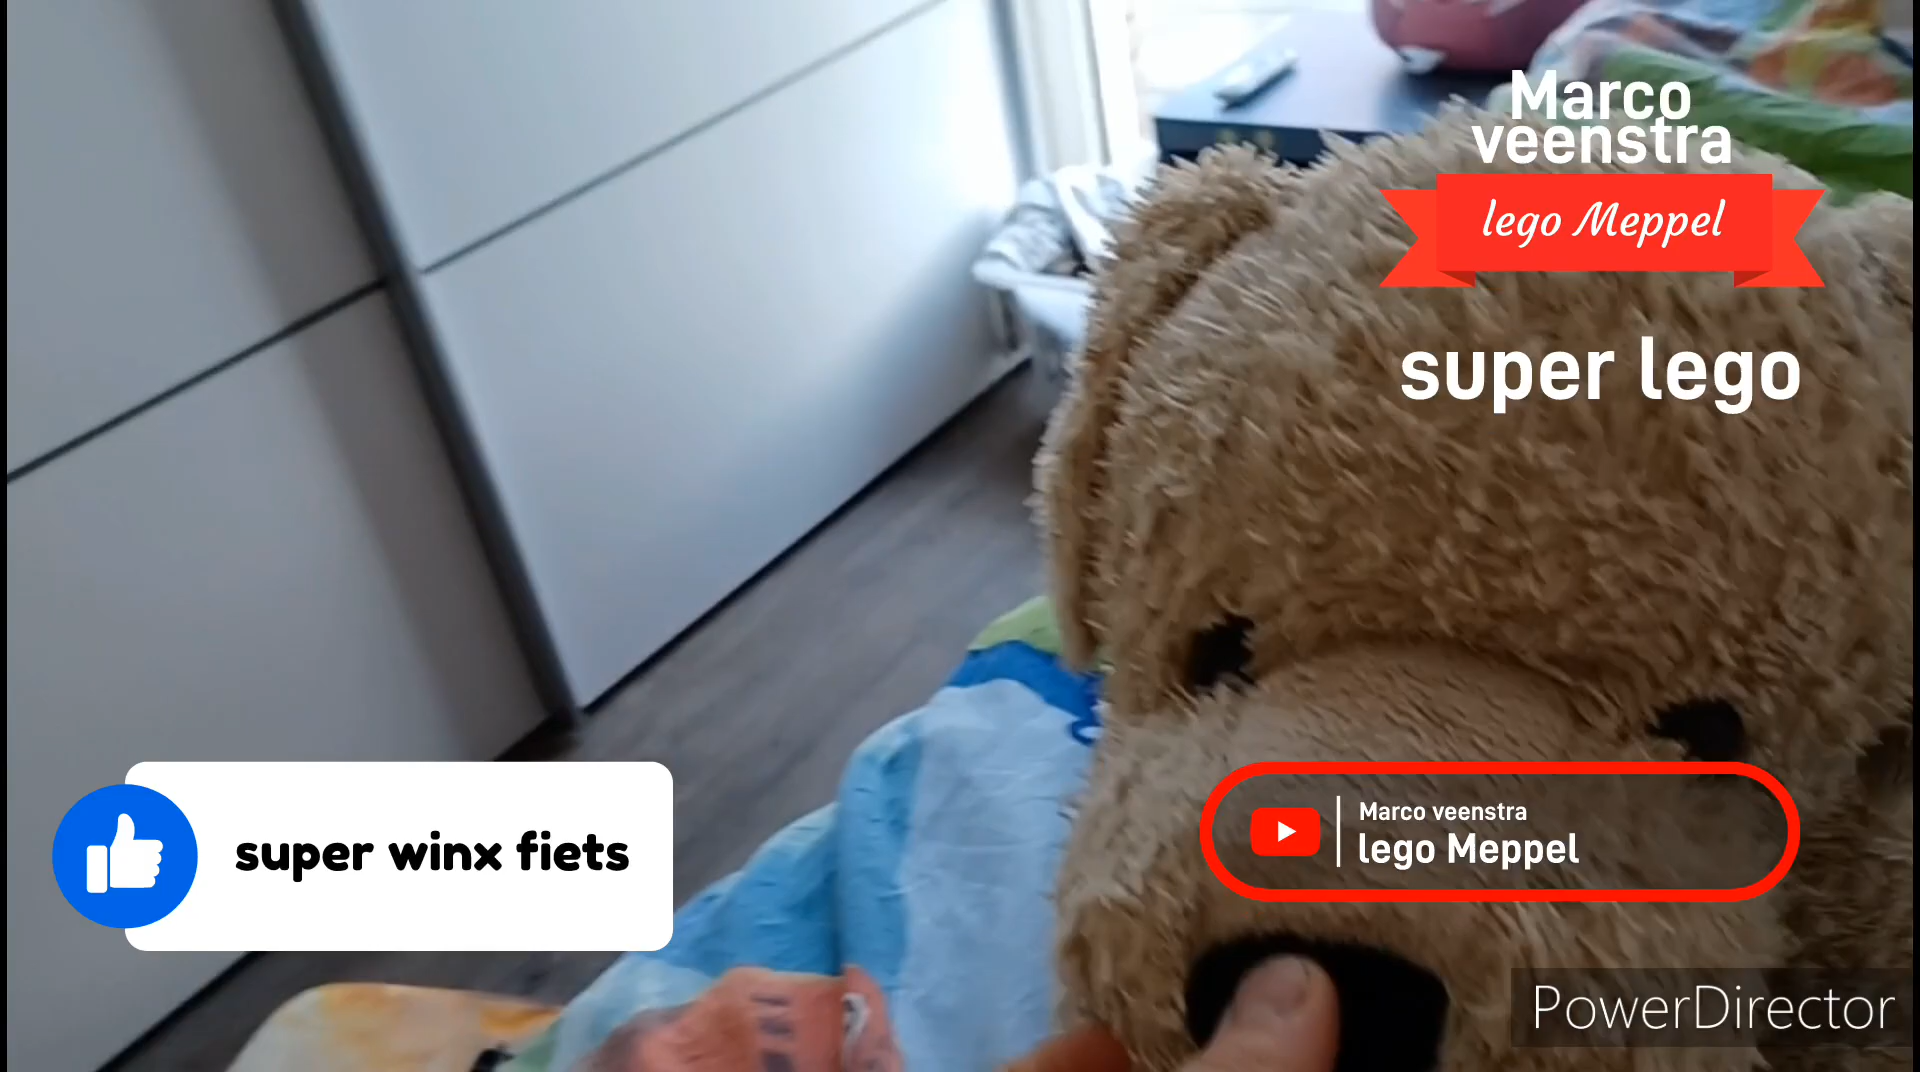 Marco
veenstra
lego Meppel
super lego
super winx fiets
Marco veenstra
lego Meppel
PowerDirector